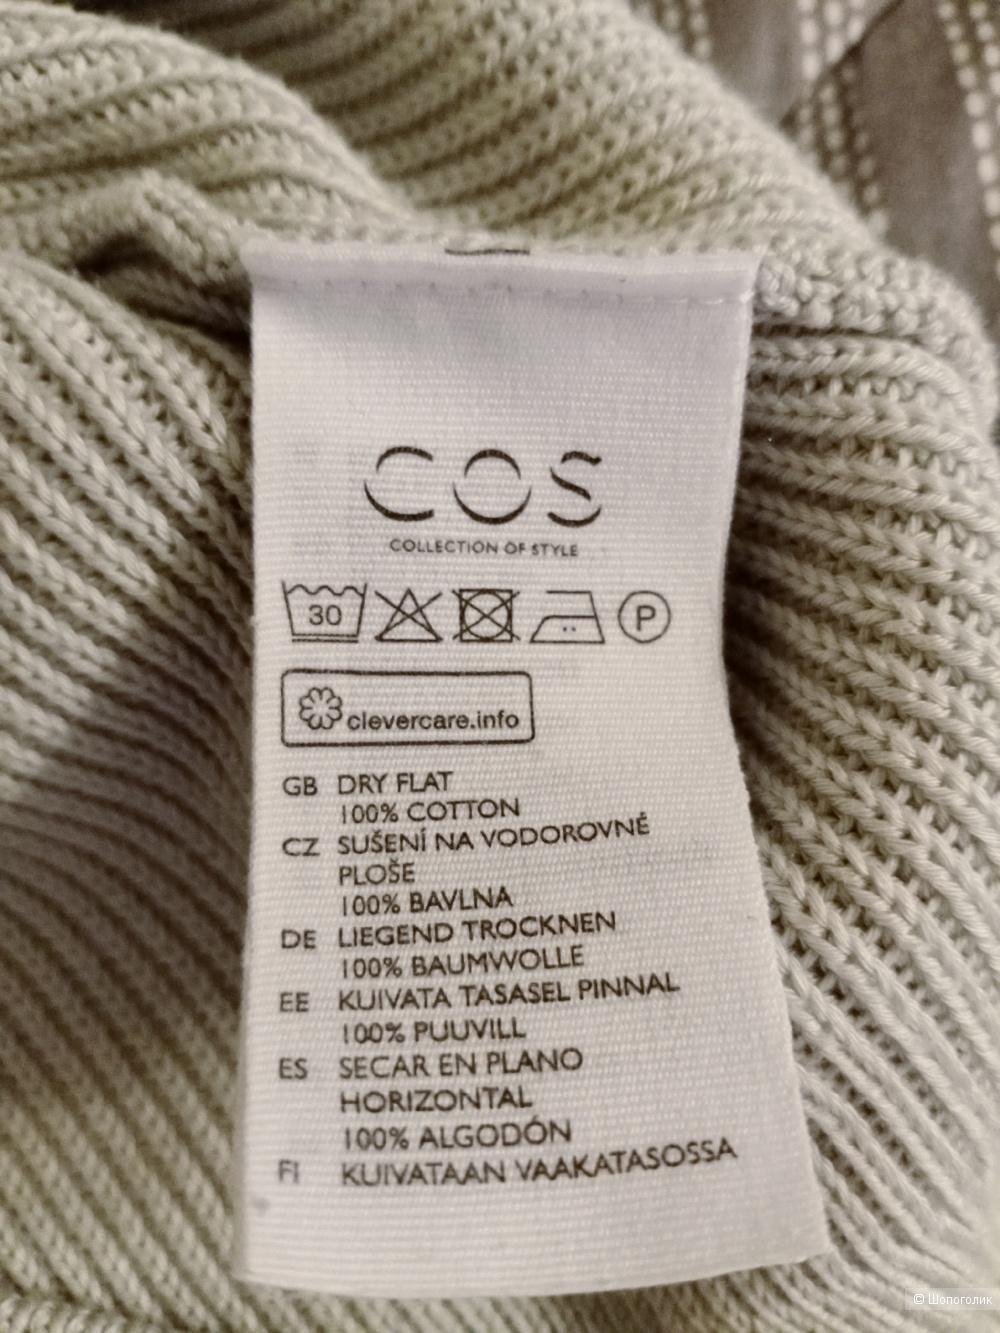 COS
COLLECTION OF STYLE
30 P
clevercare.info
GB DRY FLAT
100% COTTON
CZ SUŠENÍ NA VODOROVNÉ
PLOŠE
100% BAVLNA
DE LIEGEND TROCKNEN
100% BAUMWOLLE
EE KUIVATA TASASEL PINNAL
100% PUUVILL
ES SECAR EN PLANO
HORIZONTAL
100% ALGODÓN
FI KUIVATAAN VAAKATASOSSA
© Шопоголик